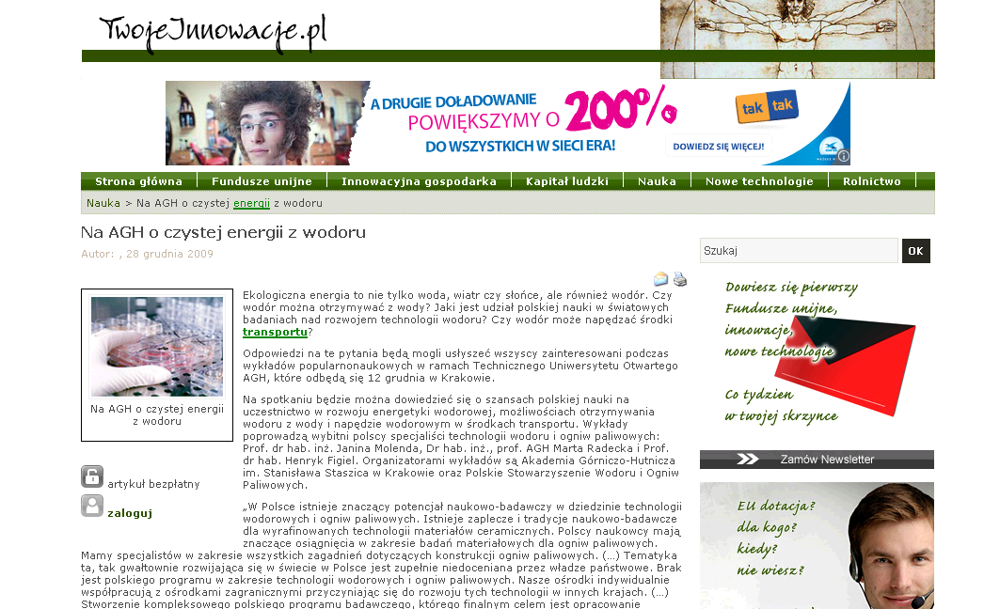 TwojeInnowacje.pl
A DRUGIE DOŁADOWANIE
POWIĘKSZYMY O 200%
DO WSZYSTKICH W SIECI ERA!
tak tak
DOWIEDZ SIĘ WIĘCEJ!
Strona główna Fundusze unijne Innowacyjna gospodarka Kapitał ludzki Nauka Nowe technologie Rolnictwo
Nauka > Na AGH o czystej energii z wodoru
Na AGH o czystej energii z wodoru
Autor: , 28 grudnia 2009
Na AGH o czystej energii
z wodoru
artykuł bezpłatny
zaloguj
Ekologiczna energia to nie tylko woda, wiatr czy słońce, ale również wodór. Czy
wodór można otrzymywać z wody? Jaki jest udział polskiej nauki w światowych
badaniach nad rozwojem technologii wodoru? Czy wodór może napędzać środki
transportu?
Odpowiedzi na te pytania będą mogli usłyszeć wszyscy zainteresowani podczas
wykładów popularnonaukowych w ramach Technicznego Uniwersytetu Otwartego
AGH, które odbędą się 12 grudnia w Krakowie.
Na spotkaniu będzie można dowiedzieć się o szansach polskiej nauki na
uczestnictwo w rozwoju energetyki wodorowej, możliwościach otrzymywania
wodoru z wody i napędzie wodorowym w środkach transportu. Wykłady
poprowadzą wybitni polscy specjaliści technologii wodoru i ogniw paliwowych:
Prof. dr hab. inż. Janina Molenda, Dr hab. inż., prof. AGH Marta Radecka i Prof.
dr hab. Henryk Figiel. Organizatorami wykładów są Akademia Górniczo-Hutnicza
im. Stanisława Staszica w Krakowie oraz Polskie Stowarzyszenie Wodoru i Ogniw
Paliwowych.
„W Polsce istnieje znaczący potencjał naukowo-badawczy w dziedzinie technologii
wodorowych i ogniw paliwowych. Istnieje zaplecze i tradycje naukowo-badawcze
dla wyrafinowanych technologii materiałów ceramicznych. Polscy naukowcy mają
znaczące osiągnięcia w zakresie badań materiałowych dla ogniw paliwowych.
Mamy specjalistów w zakresie wszystkich zagadnień dotyczących konstrukcji ogniw paliwowych. (...) Tematyka
ta, tak gwałtownie rozwijająca się w świecie w Polsce jest zupełnie niedoceniana przez władze państwowe. Brak
jest polskiego programu w zakresie technologii wodorowych i ogniw paliwowych. Nasze ośrodki indywidualnie
współpracują z ośrodkami zagranicznymi przyczyniając się do rozwoju tych technologii w innych krajach. (...)
Stworzenie kompleksowego polskiego programu badawczego, którego finalnym celem jest opracowanie
Szukaj OK
Dowiesz się pierwszy
Fundusze unijne,
innowacje,
nowe technologie
Co tydzien
w twojej skrzynce
Zamów Newsletter
EU dotacja?
dla kogo?
kiedy?
nie wiesz?